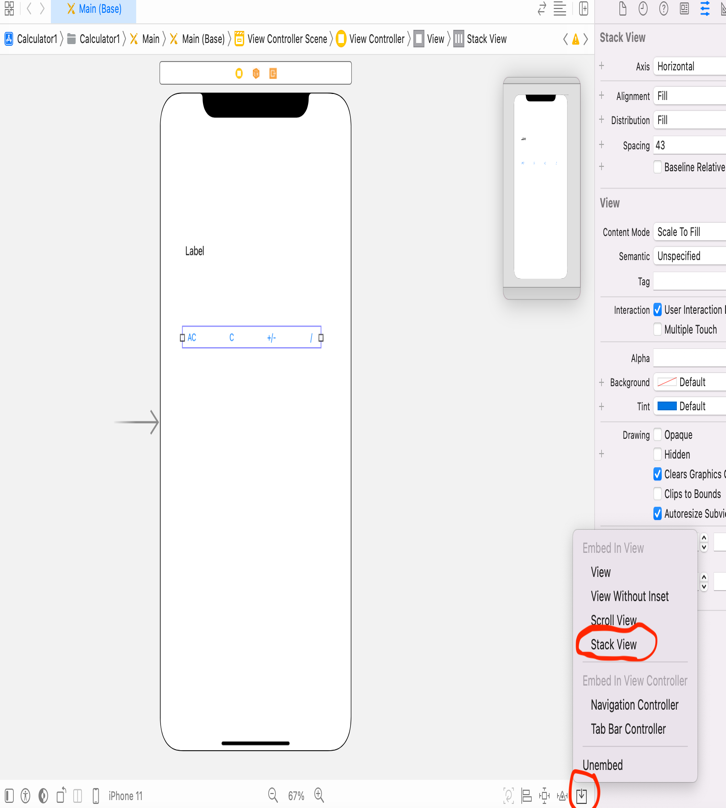 Main (Base)
Calculator1 Calculator1 Main Main (Base) View Controller Scene View Controller View Stack View
Stack View
Axis Horizontal
Alignment Fill
Distribution Fill
Spacing 43
Baseline Relative
View
Content Mode Scale To Fill
Semantic Unspecified
Tag
Interaction User Interaction
Multiple Touch
Alpha
Background Default
Tint Default
Drawing Opaque
Hidden
Clears Graphics
Clips to Bounds
Autoresize Subvi
Label
AC C +/- /
Embed In View
View
View Without Inset
Scroll View
Stack View
Embed In View Controller
Navigation Controller
Tab Bar Controller
Unembed
iPhone 11 67%